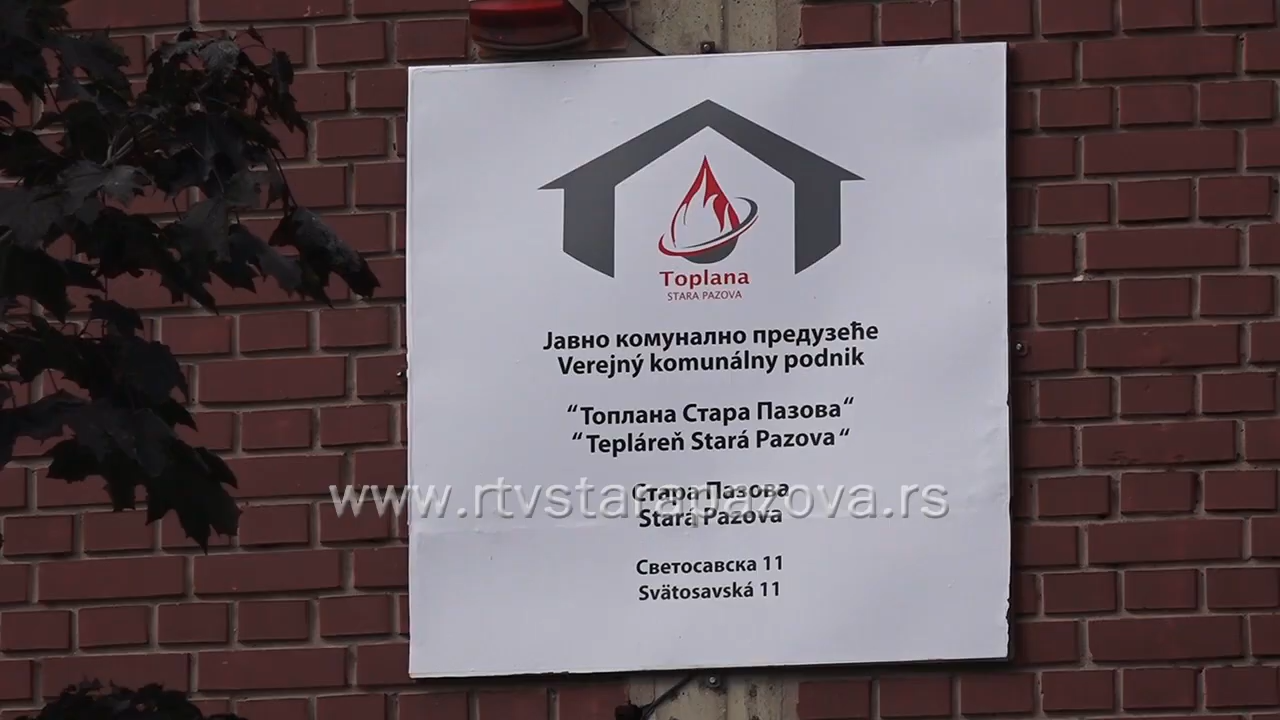 Toplana
STARA PAZOVA
Јавно комунално предузеће
Verejný komunálny podnik
“Топлана Стара Пазова“
“Tepláreň Stará Pazova“
Стара Пазова
www.rtvstarapazova.rs
Stará Pazova
Светосавска 11
Svätosavská 11